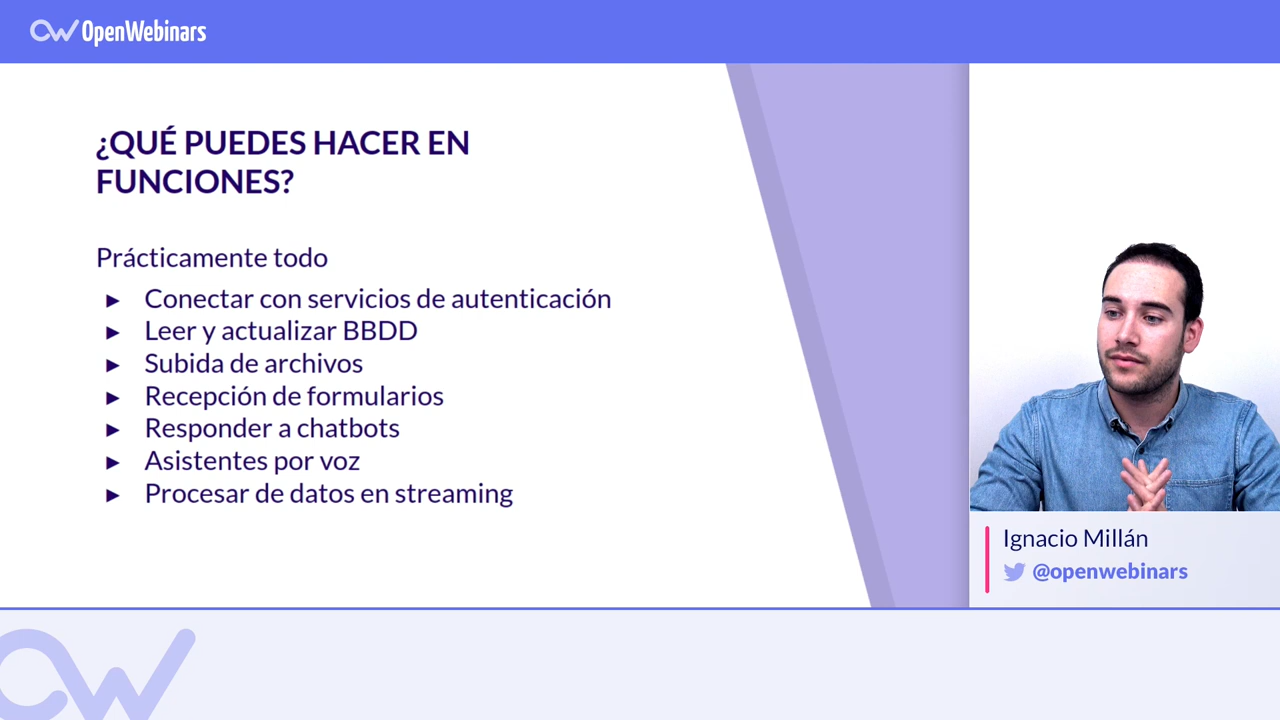 OpenWebinars
¿QUÉ PUEDES HACER EN
FUNCIONES?
Prácticamente todo
► Conectar con servicios de autenticación
► Leer y actualizar BBDD
► Subida de archivos
► Recepción de formularios
► Responder a chatbots
► Asistentes por voz
► Procesar de datos en streaming
Ignacio Millán
@openwebinars